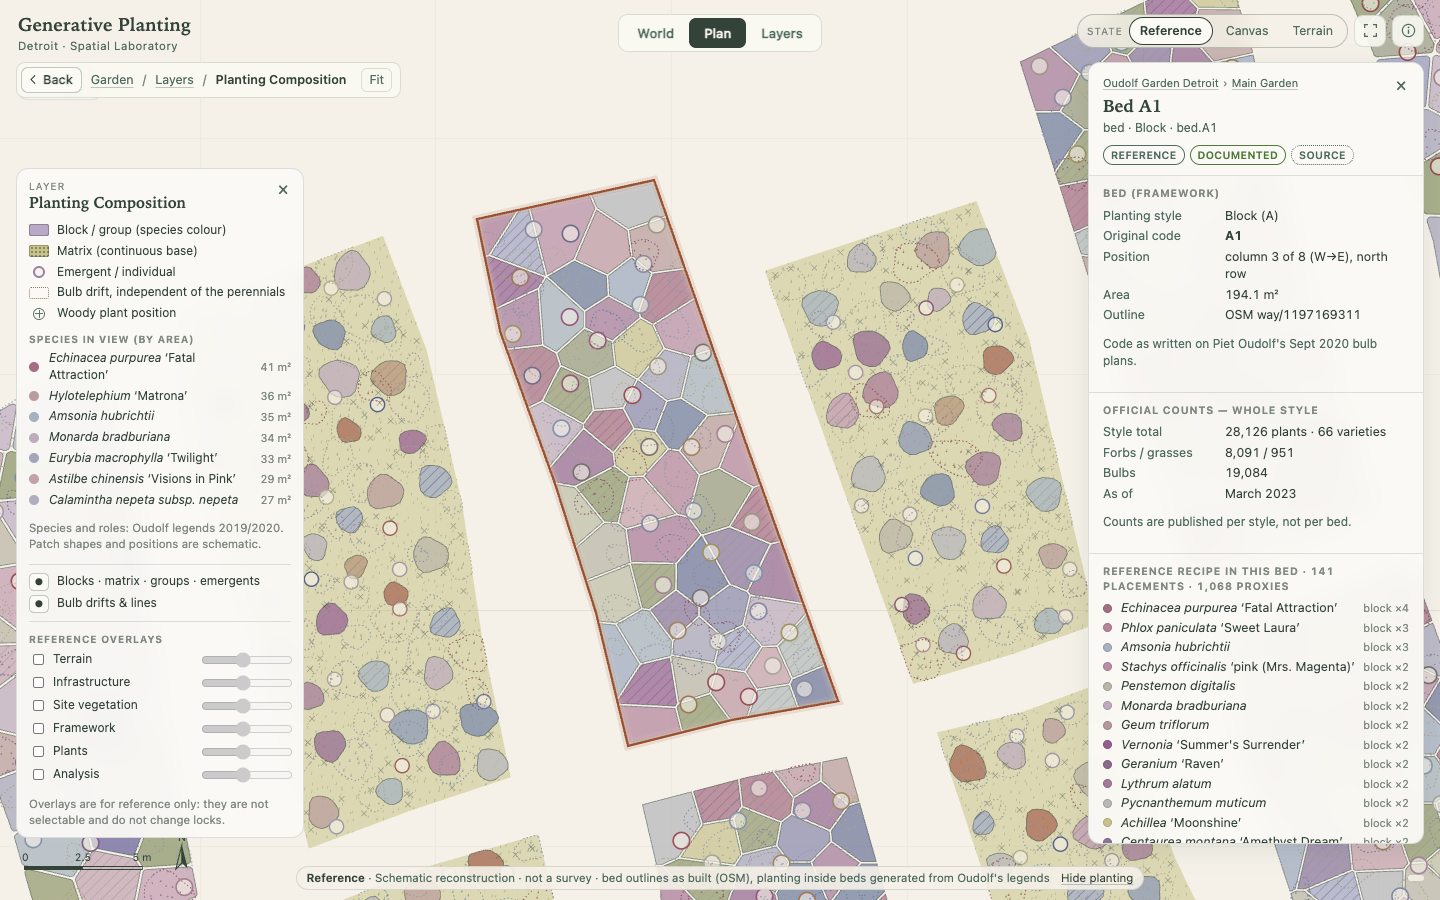 Generative Planting
Detroit · Spatial Laboratory
World Plan Layers
STATE Reference Canvas Terrain
Back Garden / Layers / Planting Composition Fit
LAYER
Planting Composition
Block / group (species colour)
Matrix (continuous base)
Emergent / individual
Bulb drift, independent of the perennials
Woody plant position
SPECIES IN VIEW (BY AREA)
Echinacea purpurea ‘Fatal
Attraction’ 41 m²
Hylotelephium ‘Matrona’ 36 m²
Amsonia hubrichtii 35 m²
Monarda bradburiana 34 m²
Eurybia macrophylla ‘Twilight’ 33 m²
Astilbe chinensis ‘Visions in Pink’ 29 m²
Calamintha nepeta subsp. nepeta 27 m²
Species and roles: Oudolf legends 2019/2020.
Patch shapes and positions are schematic.
Blocks · matrix · groups · emergents
Bulb drifts & lines
REFERENCE OVERLAYS
Terrain
Infrastructure
Site vegetation
Framework
Plants
Analysis
Overlays are for reference only: they are not
selectable and do not change locks.
0 2.5 5 m
Oudolf Garden Detroit › Main Garden
Bed A1
bed · Block · bed.A1
REFERENCE DOCUMENTED SOURCE
BED (FRAMEWORK)
Planting style Block (A)
Original code A1
Position column 3 of 8 (W→E), north
row
Area 194.1 m²
Outline OSM way/1197169311
Code as written on Piet Oudolf's Sept 2020 bulb
plans.
OFFICIAL COUNTS — WHOLE STYLE
Style total 28,126 plants · 66 varieties
Forbs / grasses 8,091 / 951
Bulbs 19,084
As of March 2023
Counts are published per style, not per bed.
REFERENCE RECIPE IN THIS BED · 141
PLACEMENTS · 1,068 PROXIES
Echinacea purpurea ‘Fatal Attraction’ block ×4
Phlox paniculata ‘Sweet Laura’ block ×3
Amsonia hubrichtii block ×3
Stachys officinalis ‘pink (Mrs. Magenta)’ block ×2
Penstemon digitalis block ×2
Monarda bradburiana block ×2
Geum triflorum block ×2
Vernonia ‘Summer's Surrender’ block ×2
Geranium ‘Raven’ block ×2
Lythrum alatum block ×2
Pycnanthemum muticum block ×2
Achillea ‘Moonshine’ block ×2
Centaurea montana ‘Amethyst Dream’ block ×2
Reference · Schematic reconstruction · not a survey · bed outlines as built (OSM), planting inside beds generated from Oudolf's legends Hide planting